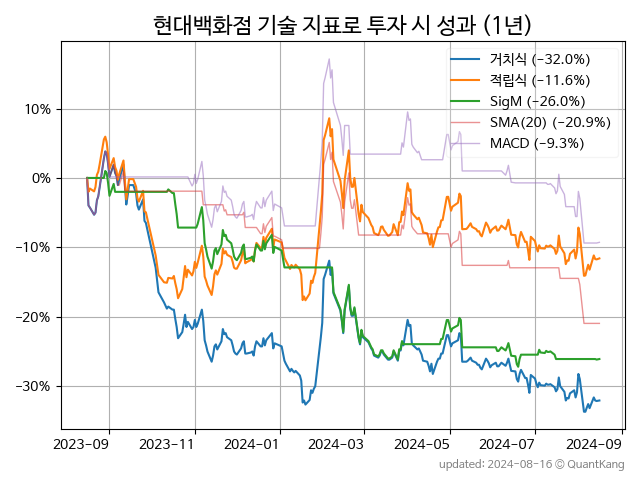 현대백화점 기술 지표로 투자 시 성과 (1년)
거치식 (−32.0%)
적립식 (−11.6%)
SigM (−26.0%)
SMA(20) (−20.9%)
MACD (−9.3%)
10%
0%
−10%
−20%
−30%
2023−09 2023−11 2024−01 2024−03 2024−05 2024−07 2024−09
updated: 2024−08−16 © QuantKang